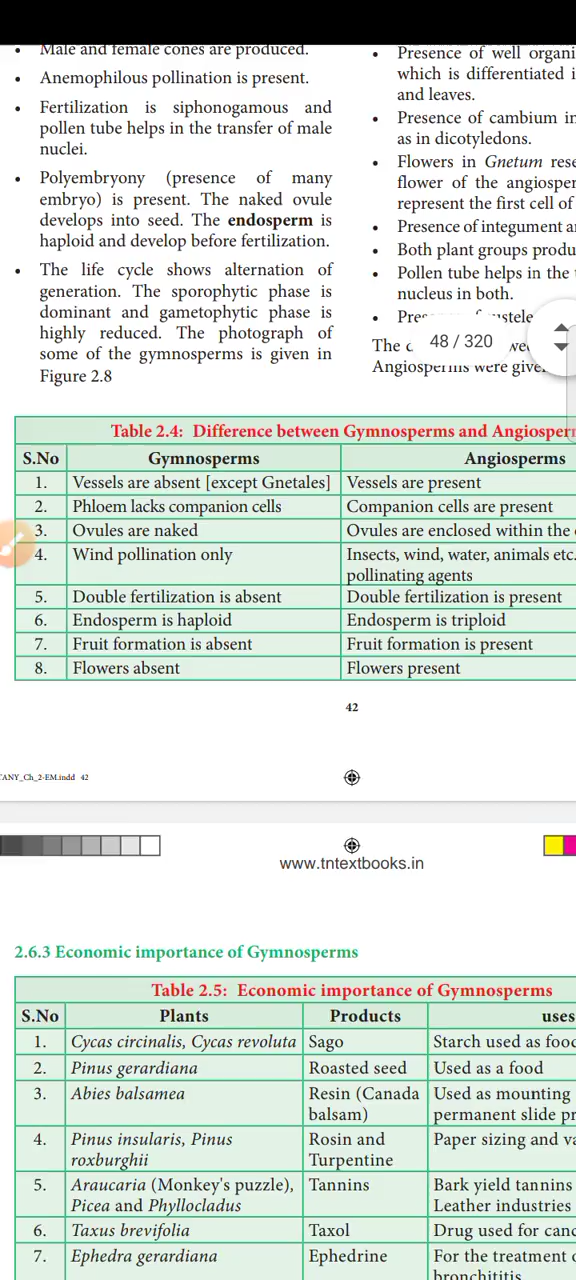 • Male and female cones are produced.
• Anemophilous pollination is present.
• Fertilization is siphonogamous and
pollen tube helps in the transfer of male
nuclei.
• Polyembryony (presence of many
embryo) is present. The naked ovule
develops into seed. The endosperm is
haploid and develop before fertilization.
• The life cycle shows alternation of
generation. The sporophytic phase is
dominant and gametophytic phase is
highly reduced. The photograph of
some of the gymnosperms is given in
Figure 2.8
• Presence of well
which is differentiated
and leaves.
• Presence of cambium in
as in dicotyledons.
• Flowers in Gnetum
flower of the
represent the first cell of
• Presence of integument
• Both plant groups
• Pollen tube helps in the
nucleus in both.
•
The
Angiosperms were
48 / 320
Table 2.4: Difference between Gymnosperms and
S.No Gymnosperms Angiosperms
1. Vessels are absent [except Gnetales] Vessels are present
2. Phloem lacks companion cells Companion cells are present
3. Ovules are naked Ovules are enclosed within the
4. Wind pollination only Insects, wind, water, animals etc.
pollinating agents
5. Double fertilization is absent Double fertilization is present
6. Endosperm is haploid Endosperm is triploid
7. Fruit formation is absent Fruit formation is present
8. Flowers absent Flowers present
42
TANY_Ch_2-EM.indd 42
www.tntextbooks.in
2.6.3 Economic importance of Gymnosperms
Table 2.5: Economic importance of Gymnosperms
S.No Plants Products uses
1. Cycas circinalis, Cycas revoluta Sago Starch used as food
2. Pinus gerardiana Roasted seed Used as a food
3. Abies balsamea Resin (Canada Used as mounting
balsam) permanent slide
4. Pinus insularis, Pinus Rosin and Paper sizing and
roxburghii Turpentine
5. Araucaria (Monkey's puzzle), Tannins Bark yield tannins
Picea and Phyllocladus Leather industries
6. Taxus brevifolia Taxol Drug used for
7. Ephedra gerardiana Ephedrine For the treatment
bronchititis